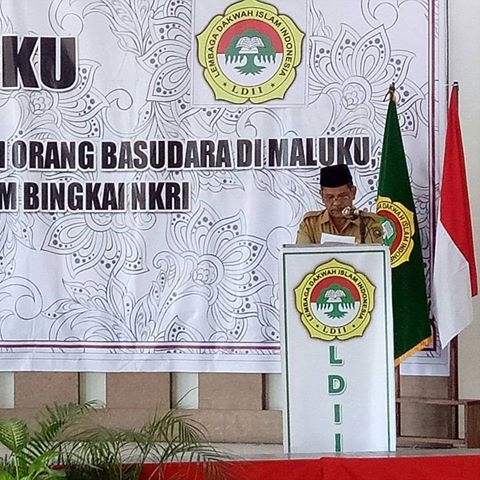 KU
LEMBAGA DAKWAH ISLAM INDONESIA
LDII
ORANG BASUDARA DI MALUKU,
M BINGKAI NKRI
LEMBAGA DAKWAH ISLAM INDONESIA
LDII
L
D
I
I